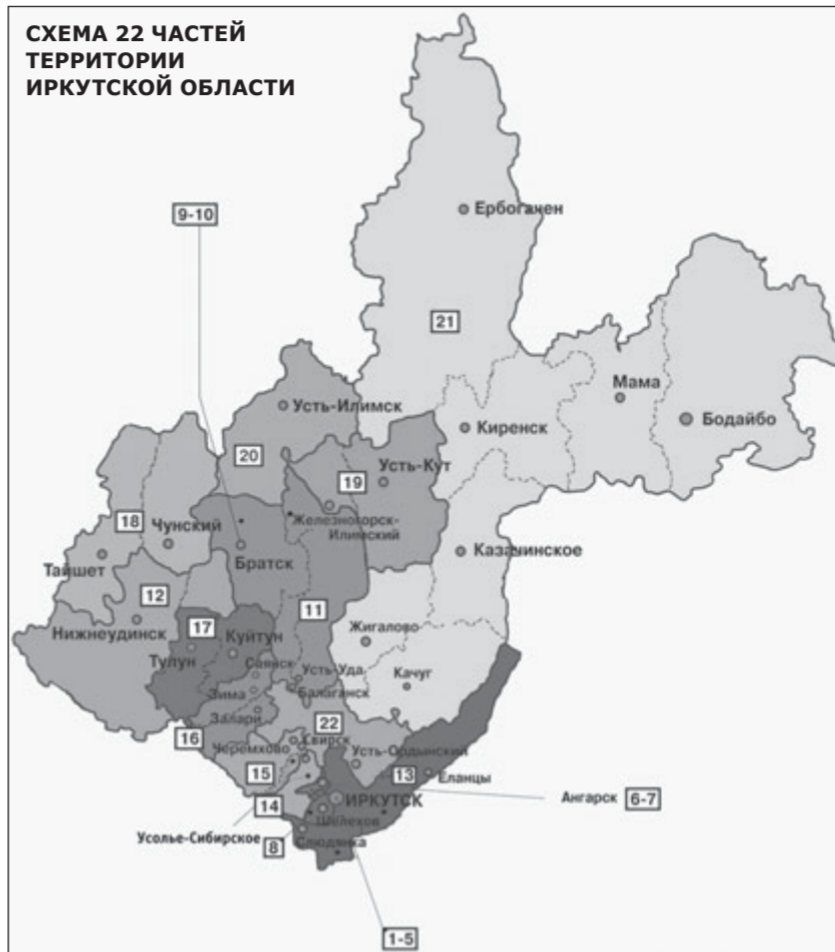 СХЕМА 22 ЧАСТЕЙ
ТЕРРИТОРИИ
ИРКУТСКОЙ ОБЛАСТИ
9-10
Ербогачен
21
Мама
Бодайбо
Усть-Илимск
Киренск
20
Усть-Кут
19
18
Чунский
Железногорск-
Илимский
Тайшет
Братск
Казачинское
12
11
Нижнеудинск
17
Куйтун
Жигалово
Тулун
Саянск
Усть-Уда
Качуг
Зима
Балаганск
Залари
22
16
Свирск
Черемхово
Усть-Ордынский
15
13
Еланцы
ИРКУТСК
Ангарск
6-7
14
Шелехов
Усолье-Сибирское
8
Слюдянка
1-5